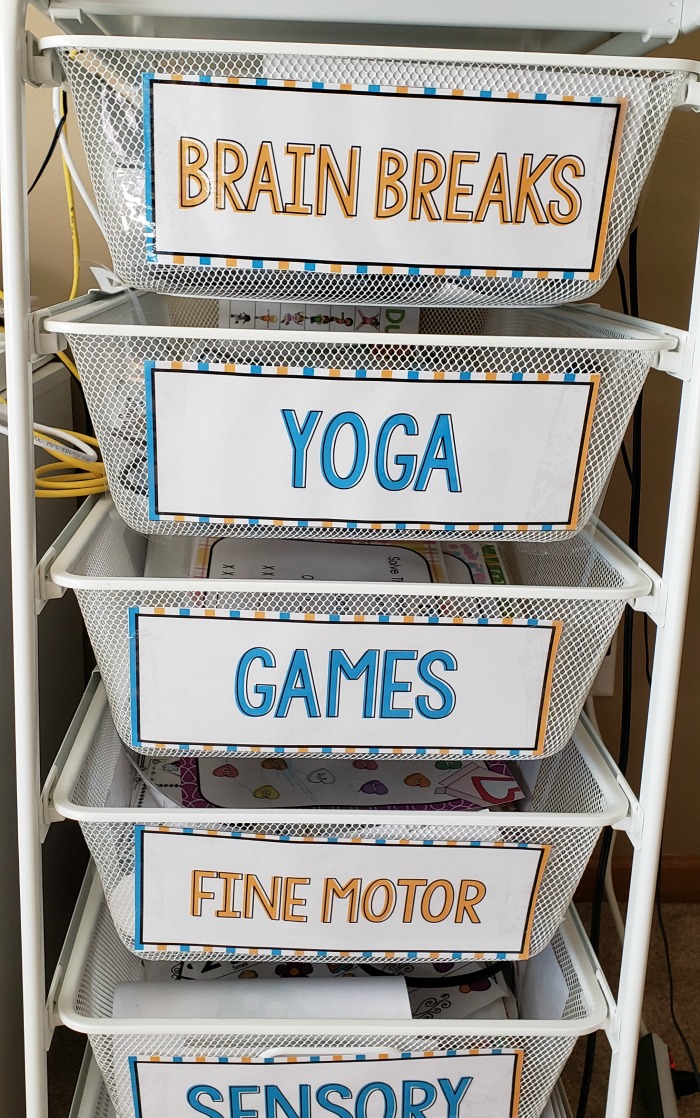 BRAIN BREAKS
YOGA
GAMES
FINE MOTOR
SENSORY